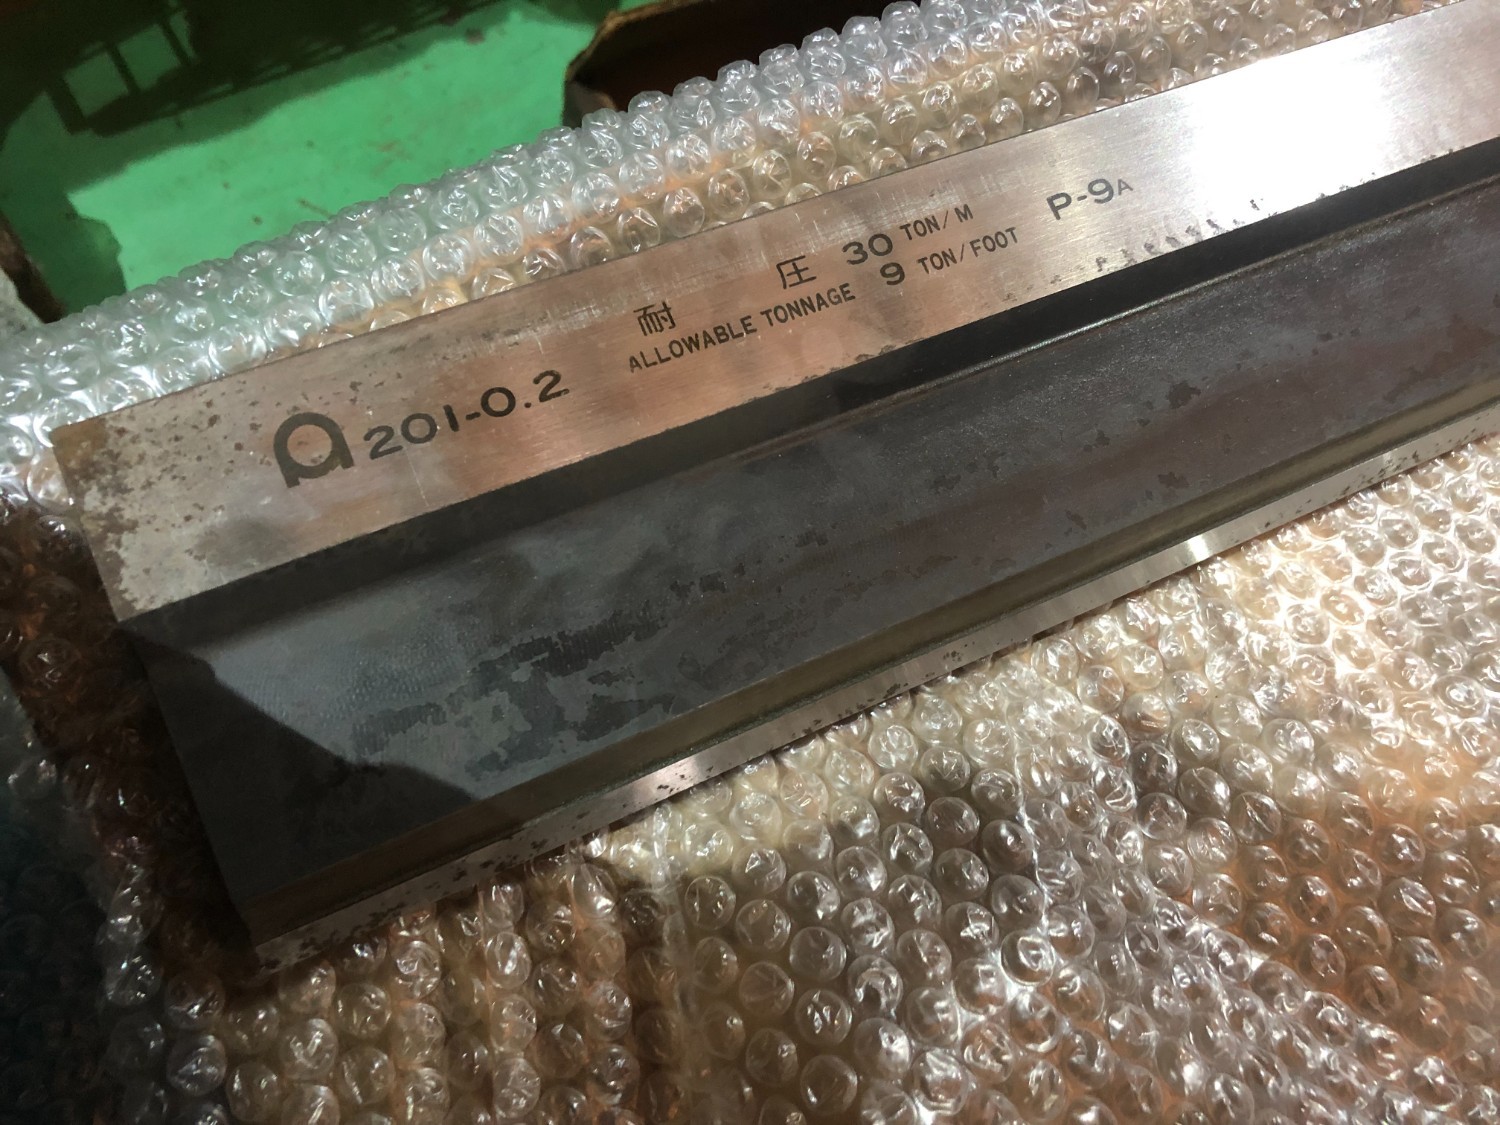 a 201-0.2
耐 圧 30 TON/M
ALLOWABLE TONNAGE 9 TON/FOOT
P-9A